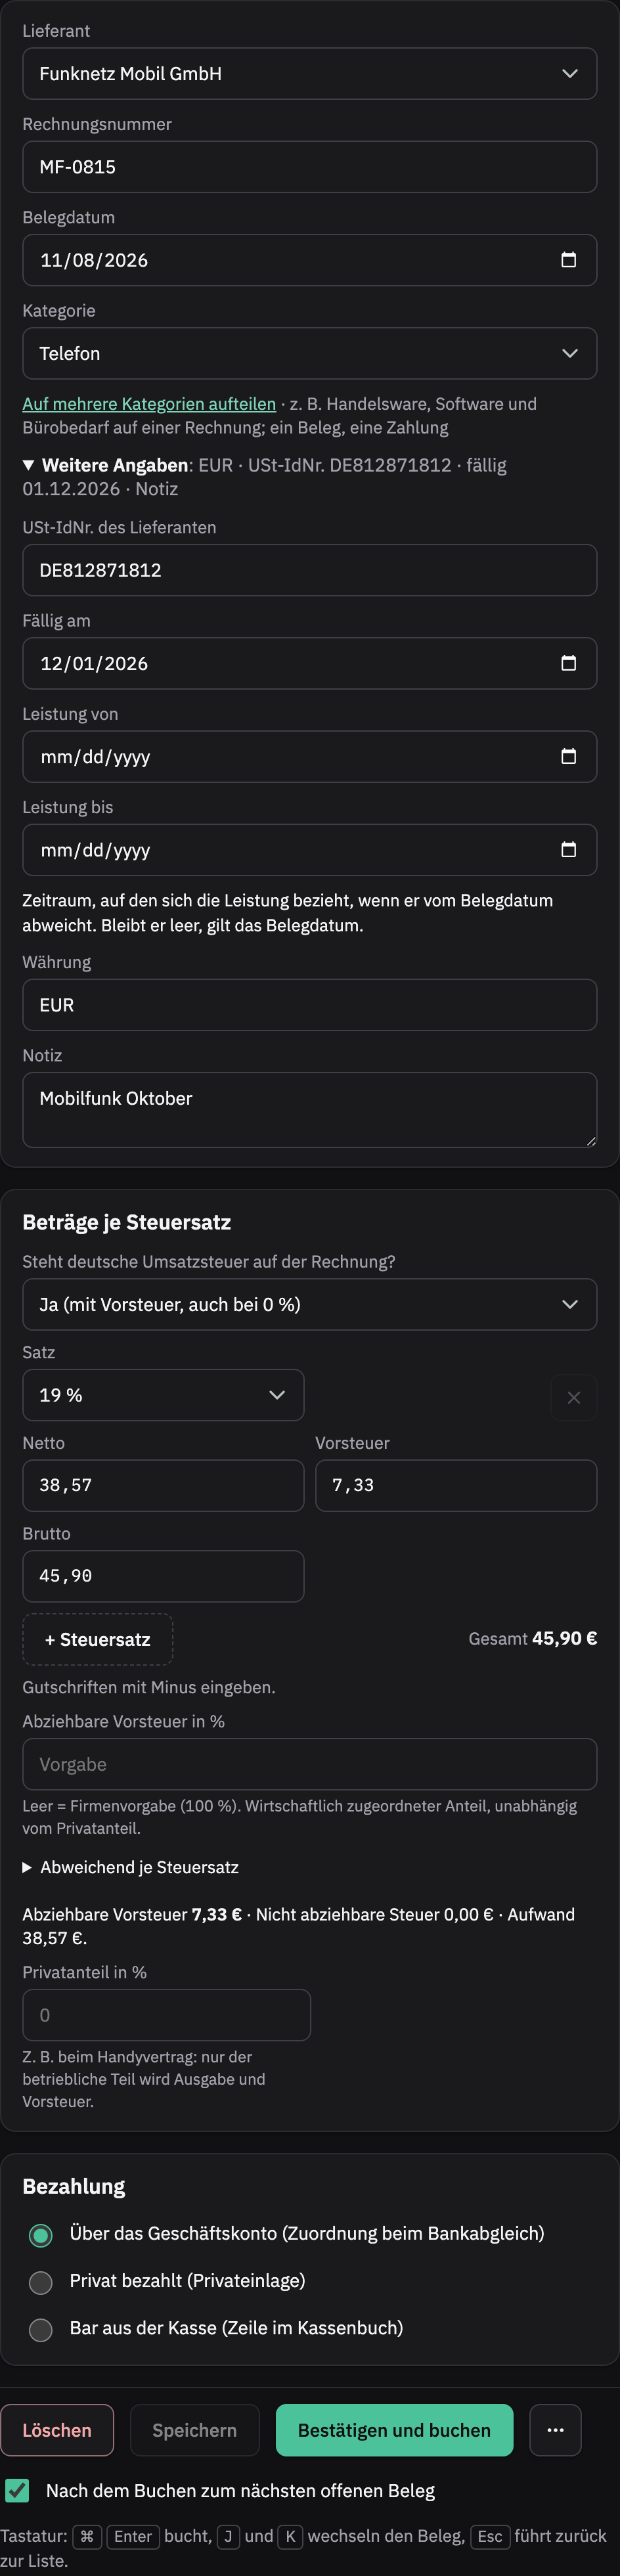 Lieferant
Funknetz Mobil GmbH
Rechnungsnummer
MF-0815
Belegdatum
11/08/2026
Kategorie
Telefon
Auf mehrere Kategorien aufteilen · z. B. Handelsware, Software und
Bürobedarf auf einer Rechnung; ein Beleg, eine Zahlung
▼ Weitere Angaben: EUR · USt-IdNr. DE812871812 · fällig
01.12.2026 · Notiz
USt-IdNr. des Lieferanten
DE812871812
Fällig am
12/01/2026
Leistung von
mm/dd/yyyy
Leistung bis
mm/dd/yyyy
Zeitraum, auf den sich die Leistung bezieht, wenn er vom Belegdatum
abweicht. Bleibt er leer, gilt das Belegdatum.
Währung
EUR
Notiz
Mobilfunk Oktober
Beträge je Steuersatz
Steht deutsche Umsatzsteuer auf der Rechnung?
Ja (mit Vorsteuer, auch bei 0 %)
Satz
19 %
Netto Vorsteuer
38,57 7,33
Brutto
45,90
+ Steuersatz Gesamt 45,90 €
Gutschriften mit Minus eingeben.
Abziehbare Vorsteuer in %
Vorgabe
Leer = Firmenvorgabe (100 %). Wirtschaftlich zugeordneter Anteil, unabhängig
vom Privatanteil.
▶ Abweichend je Steuersatz
Abziehbare Vorsteuer 7,33 € · Nicht abziehbare Steuer 0,00 € · Aufwand
38,57 €.
Privatanteil in %
0
Z. B. beim Handyvertrag: nur der
betriebliche Teil wird Ausgabe und
Vorsteuer.
Bezahlung
Über das Geschäftskonto (Zuordnung beim Bankabgleich)
Privat bezahlt (Privateinlage)
Bar aus der Kasse (Zeile im Kassenbuch)
Löschen Speichern Bestätigen und buchen ···
Nach dem Buchen zum nächsten offenen Beleg
Tastatur: ⌘ Enter bucht, J und K wechseln den Beleg, Esc führt zurück
zur Liste.